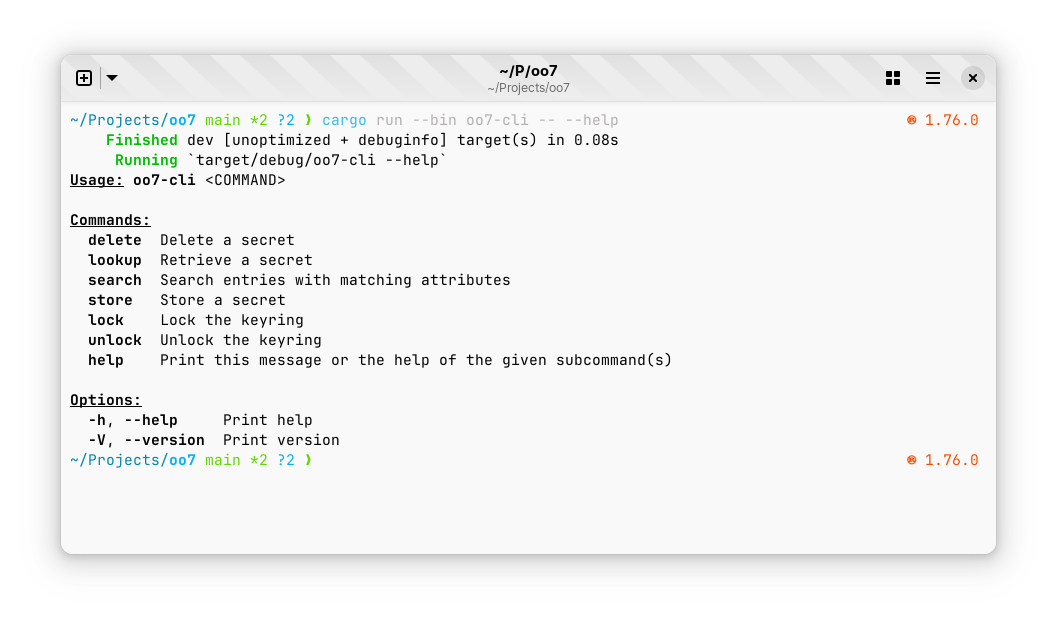 ~/P/oo7
~/Projects/oo7
~/Projects/oo7 main *2 ?2 ❱ cargo run --bin oo7-cli -- --help 1.76.0
    Finished dev [unoptimized + debuginfo] target(s) in 0.08s
     Running `target/debug/oo7-cli --help`
Usage: oo7-cli <COMMAND>

Commands:
  delete  Delete a secret
  lookup  Retrieve a secret
  search  Search entries with matching attributes
  store   Store a secret
  lock    Lock the keyring
  unlock  Unlock the keyring
  help    Print this message or the help of the given subcommand(s)

Options:
  -h, --help     Print help
  -V, --version  Print version
~/Projects/oo7 main *2 ?2 ❱ 1.76.0